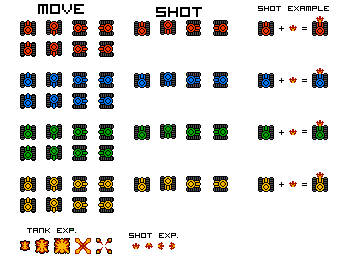 MOVE
SHOT
SHOT EXAMPLE
+ =
+ =
+ =
+ =
TANK EXP.
SHOT EXP.